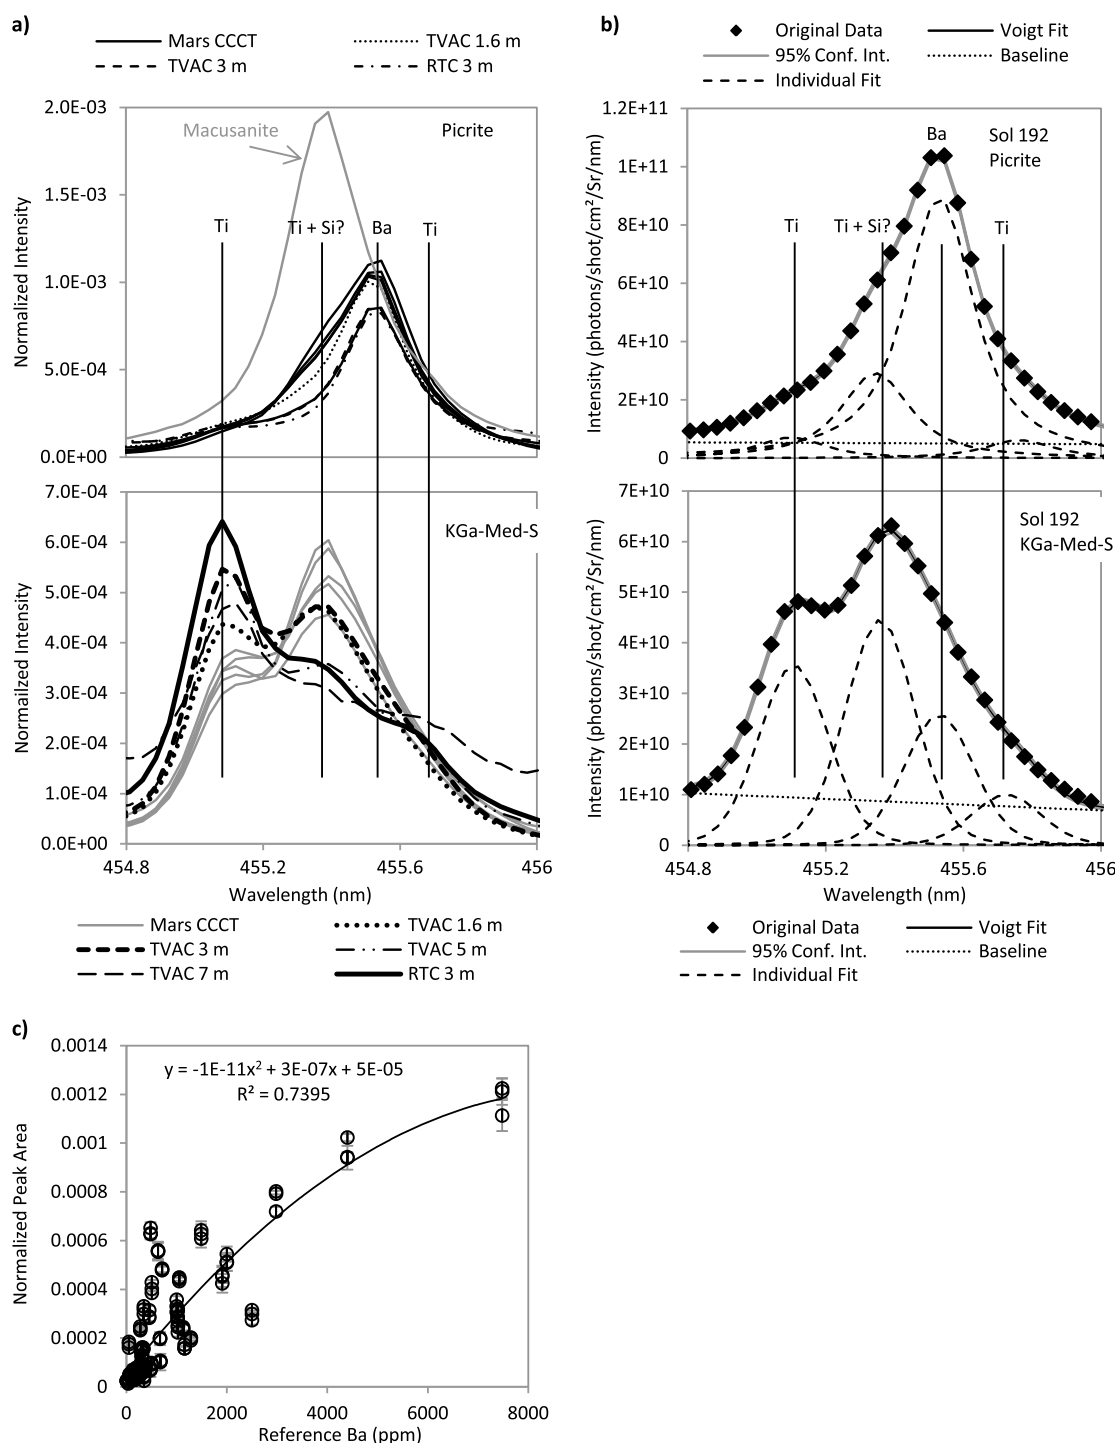 a)
Mars CCCT
TVAC 1.6 m
TVAC 3 m
RTC 3 m
2.0E-03
1.5E-03
1.0E-03
5.0E-04
0.0E+00
Normalized Intensity
Macusanite
Picrite
Ti
Ti + Si?
Ba
Ti
7.0E-04
6.0E-04
5.0E-04
4.0E-04
3.0E-04
2.0E-04
1.0E-04
0.0E+00
Normailzed Intensity
KGa-Med-S
454.8
455.2
455.6
456
Wavelength (nm)
Mars CCCT
TVAC 1.6 m
TVAC 3 m
TVAC 5 m
TVAC 7 m
RTC 3 m
b)
Original Data
Voigt Fit
95% Conf. Int.
Baseline
Individual Fit
1.2E+11
1E+11
8E+10
6E+10
4E+10
2E+10
0
Intensity (photons/shot/cm²/Sr/nm)
Ba
Sol 192
Picrite
Ti
Ti + Si?
Ti
7E+10
6E+10
5E+10
4E+10
3E+10
2E+10
1E+10
0
Intensity (photons/shot/cm²/Sr/nm)
Sol 192
KGa-Med-S
454.8
455.2
455.6
456
Wavelength (nm)
Original Data
Voigt Fit
95% Conf. Int.
Baseline
Individual Fit
c)
0.0014
0.0012
0.001
0.0008
0.0006
0.0004
0.0002
0
Normalized Peak Area
y = -1E-11x² + 3E-07x + 5E-05
R² = 0.7395
0
2000
4000
6000
8000
Reference Ba (ppm)